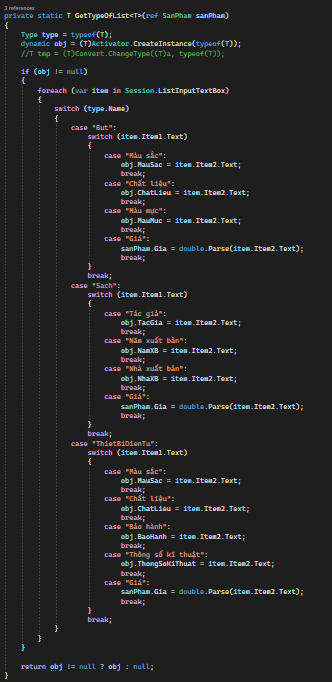 3 references
private static T GetTypeOfList<T>(ref SanPham sanPham)
{
    Type type = typeof(T);
    dynamic obj = (T)Activator.CreateInstance(typeof(T));
    //T tmp = (T)Convert.ChangeType((T)a, typeof(T));

    if (obj != null)
    {
        foreach (var item in Session.ListInputTextBox)
        {
            switch (type.Name)
            {
                case "But":
                    switch (item.Item1.Text)
                    {
                        case "Màu sắc":
                            obj.MauSac = item.Item2.Text;
                            break;
                        case "Chất liệu":
                            obj.ChatLieu = item.Item2.Text;
                            break;
                        case "Màu mực":
                            obj.MauMuc = item.Item2.Text;
                            break;
                        case "Giá":
                            sanPham.Gia = double.Parse(item.Item2.Text);
                            break;
                    }
                    break;
                case "Sach":
                    switch (item.Item1.Text)
                    {
                        case "Tác giả":
                            obj.TacGia = item.Item2.Text;
                            break;
                        case "Năm xuất bản":
                            obj.NamXB = item.Item2.Text;
                            break;
                        case "Nhà xuất bản":
                            obj.NhaXB = item.Item2.Text;
                            break;
                        case "Giá":
                            sanPham.Gia = double.Parse(item.Item2.Text);
                            break;
                    }
                    break;
                case "ThietBiDienTu":
                    switch (item.Item1.Text)
                    {
                        case "Màu sắc":
                            obj.MauSac = item.Item2.Text;
                            break;
                        case "Chất liệu":
                            obj.ChatLieu = item.Item2.Text;
                            break;
                        case "Bảo hành":
                            obj.BaoHanh = item.Item2.Text;
                            break;
                        case "Thông số kĩ thuật":
                            obj.ThongSoKiThuat = item.Item2.Text;
                            break;
                        case "Giá":
                            sanPham.Gia = double.Parse(item.Item2.Text);
                            break;
                    }
                    break;
            }
        }
    }

    return obj != null ? obj : null;
}